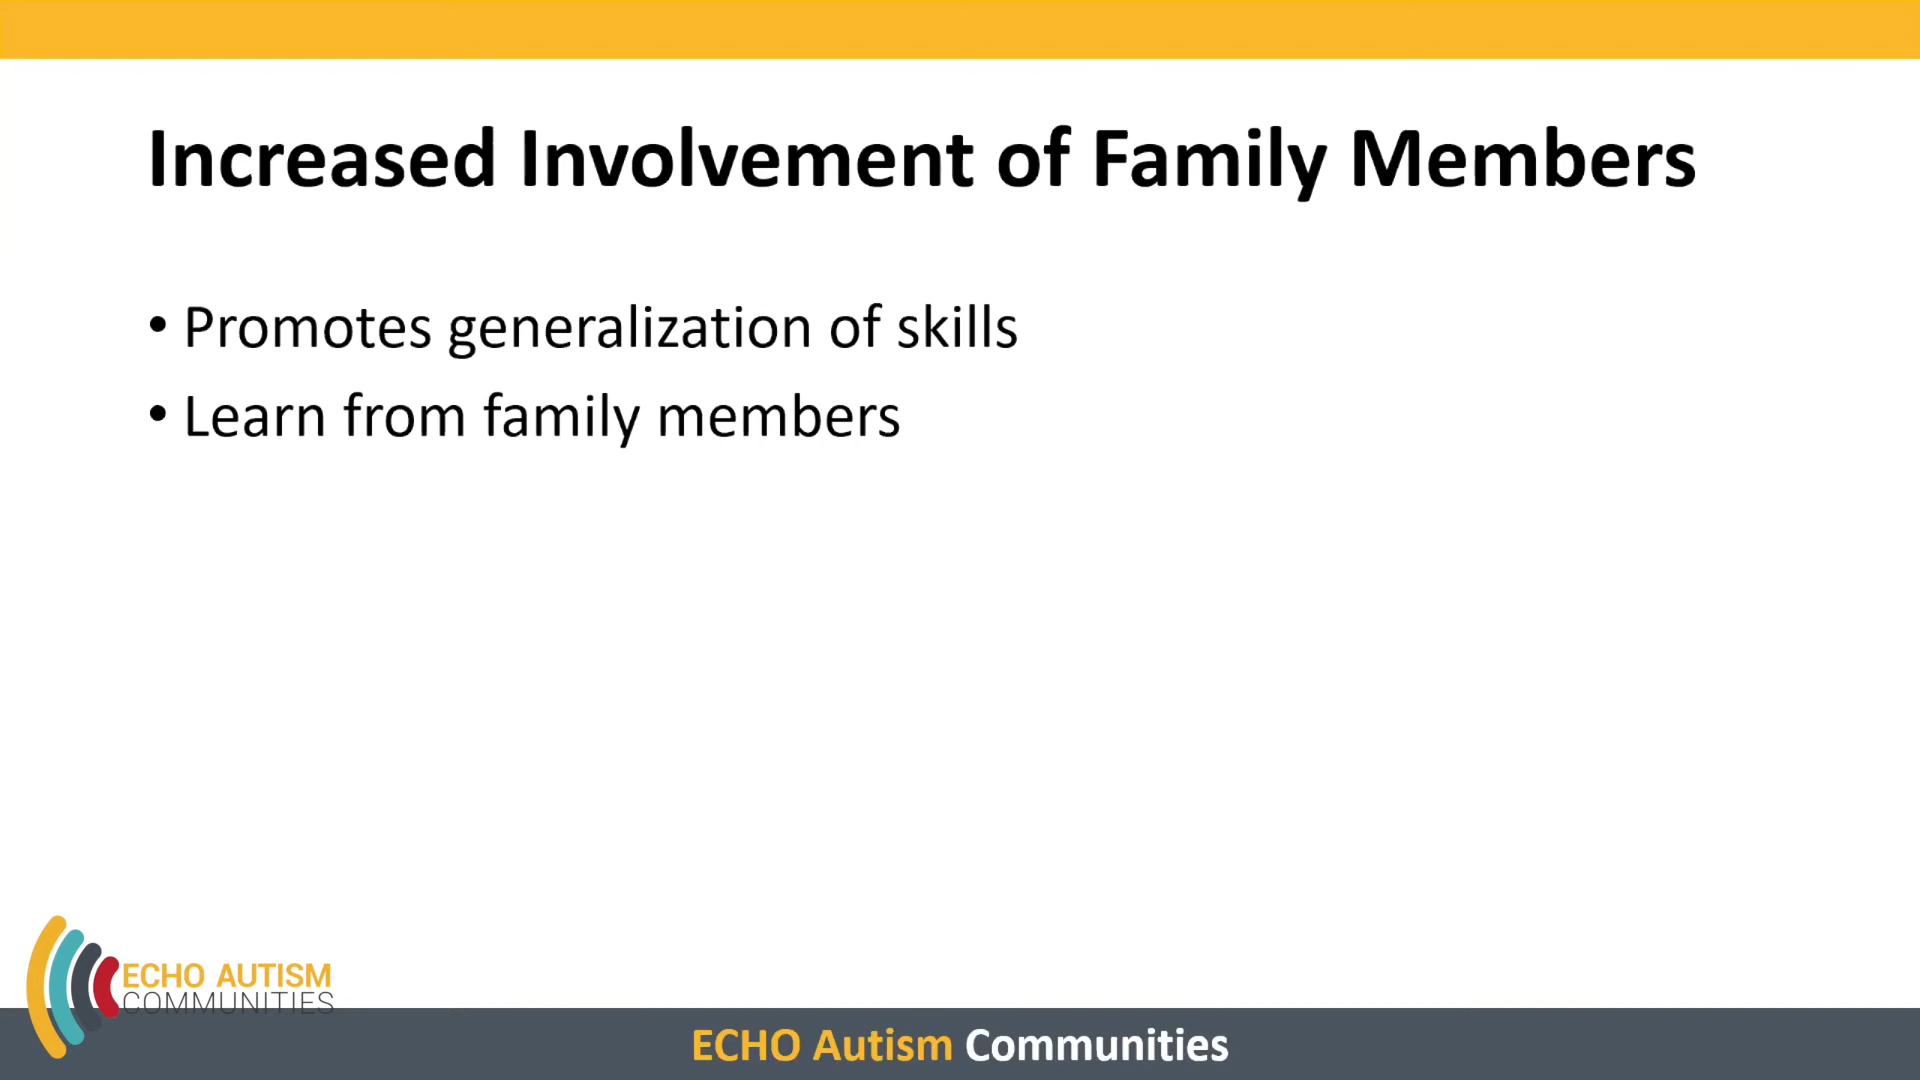 Increased Involvement of Family Members
• Promotes generalization of skills
• Learn from family members
ECHO AUTISM
COMMUNITIES
ECHO Autism Communities